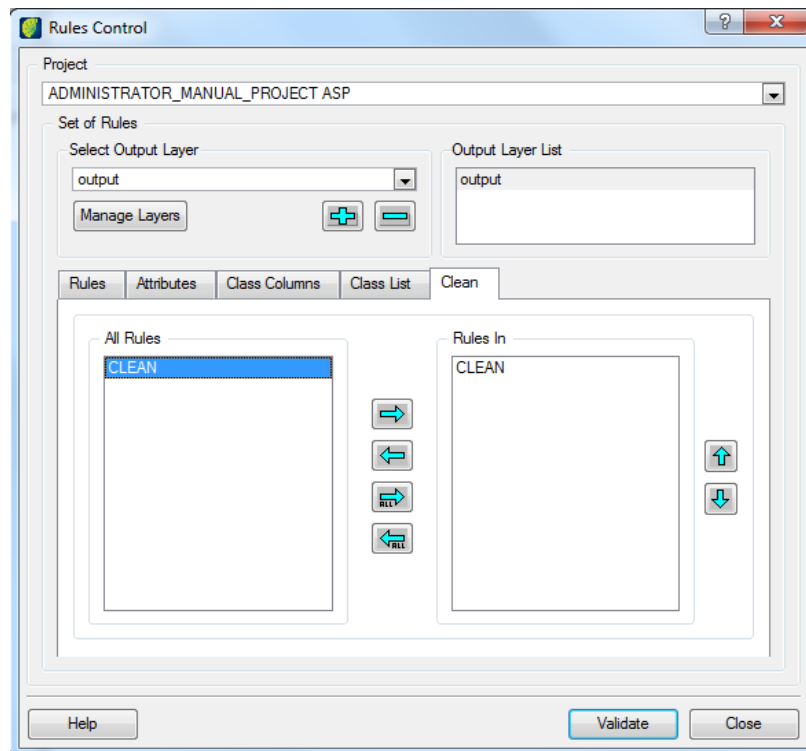 Rules Control
Project
ADMINISTRATOR_MANUAL_PROJECT ASP
Set of Rules
Select Output Layer
output
Manage Layers
Output Layer List
output
Rules Attributes Class Columns Class List Clean
All Rules
CLEAN
ALL
ALL
Rules In
CLEAN
Help Validate Close